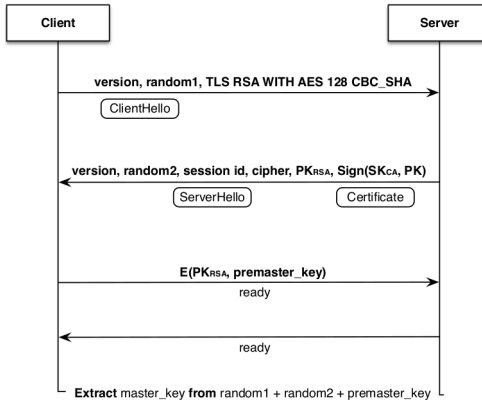 Client Server
version, random1, TLS RSA WITH AES 128 CBC_SHA
ClientHello
version, random2, session id, cipher, PKRSA, Sign(SKCA, PK)
ServerHello Certificate
E(PKRSA, premaster_key)
ready
ready
Extract master_key from random1 + random2 + premaster_key